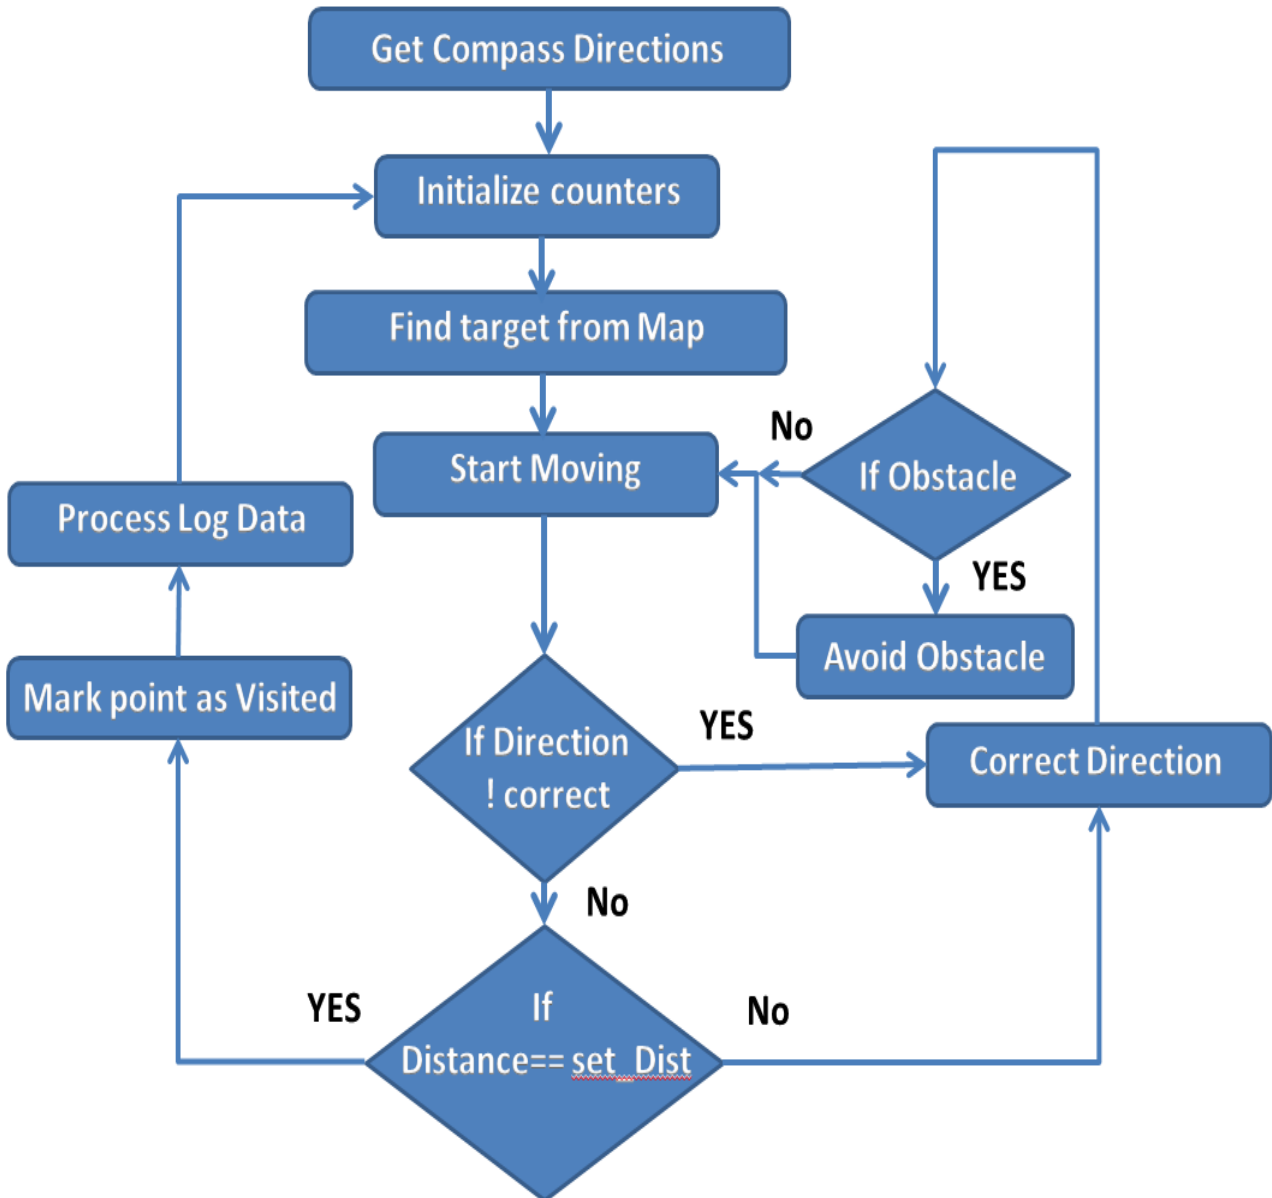 Get Compass Directions
Initialize counters
Find target from Map
Start Moving
No
If Obstacle
YES
Avoid Obstacle
Process Log Data
Mark point as Visited
If Direction
! correct
YES
Correct Direction
No
If
Distance== set_Dist
YES
No